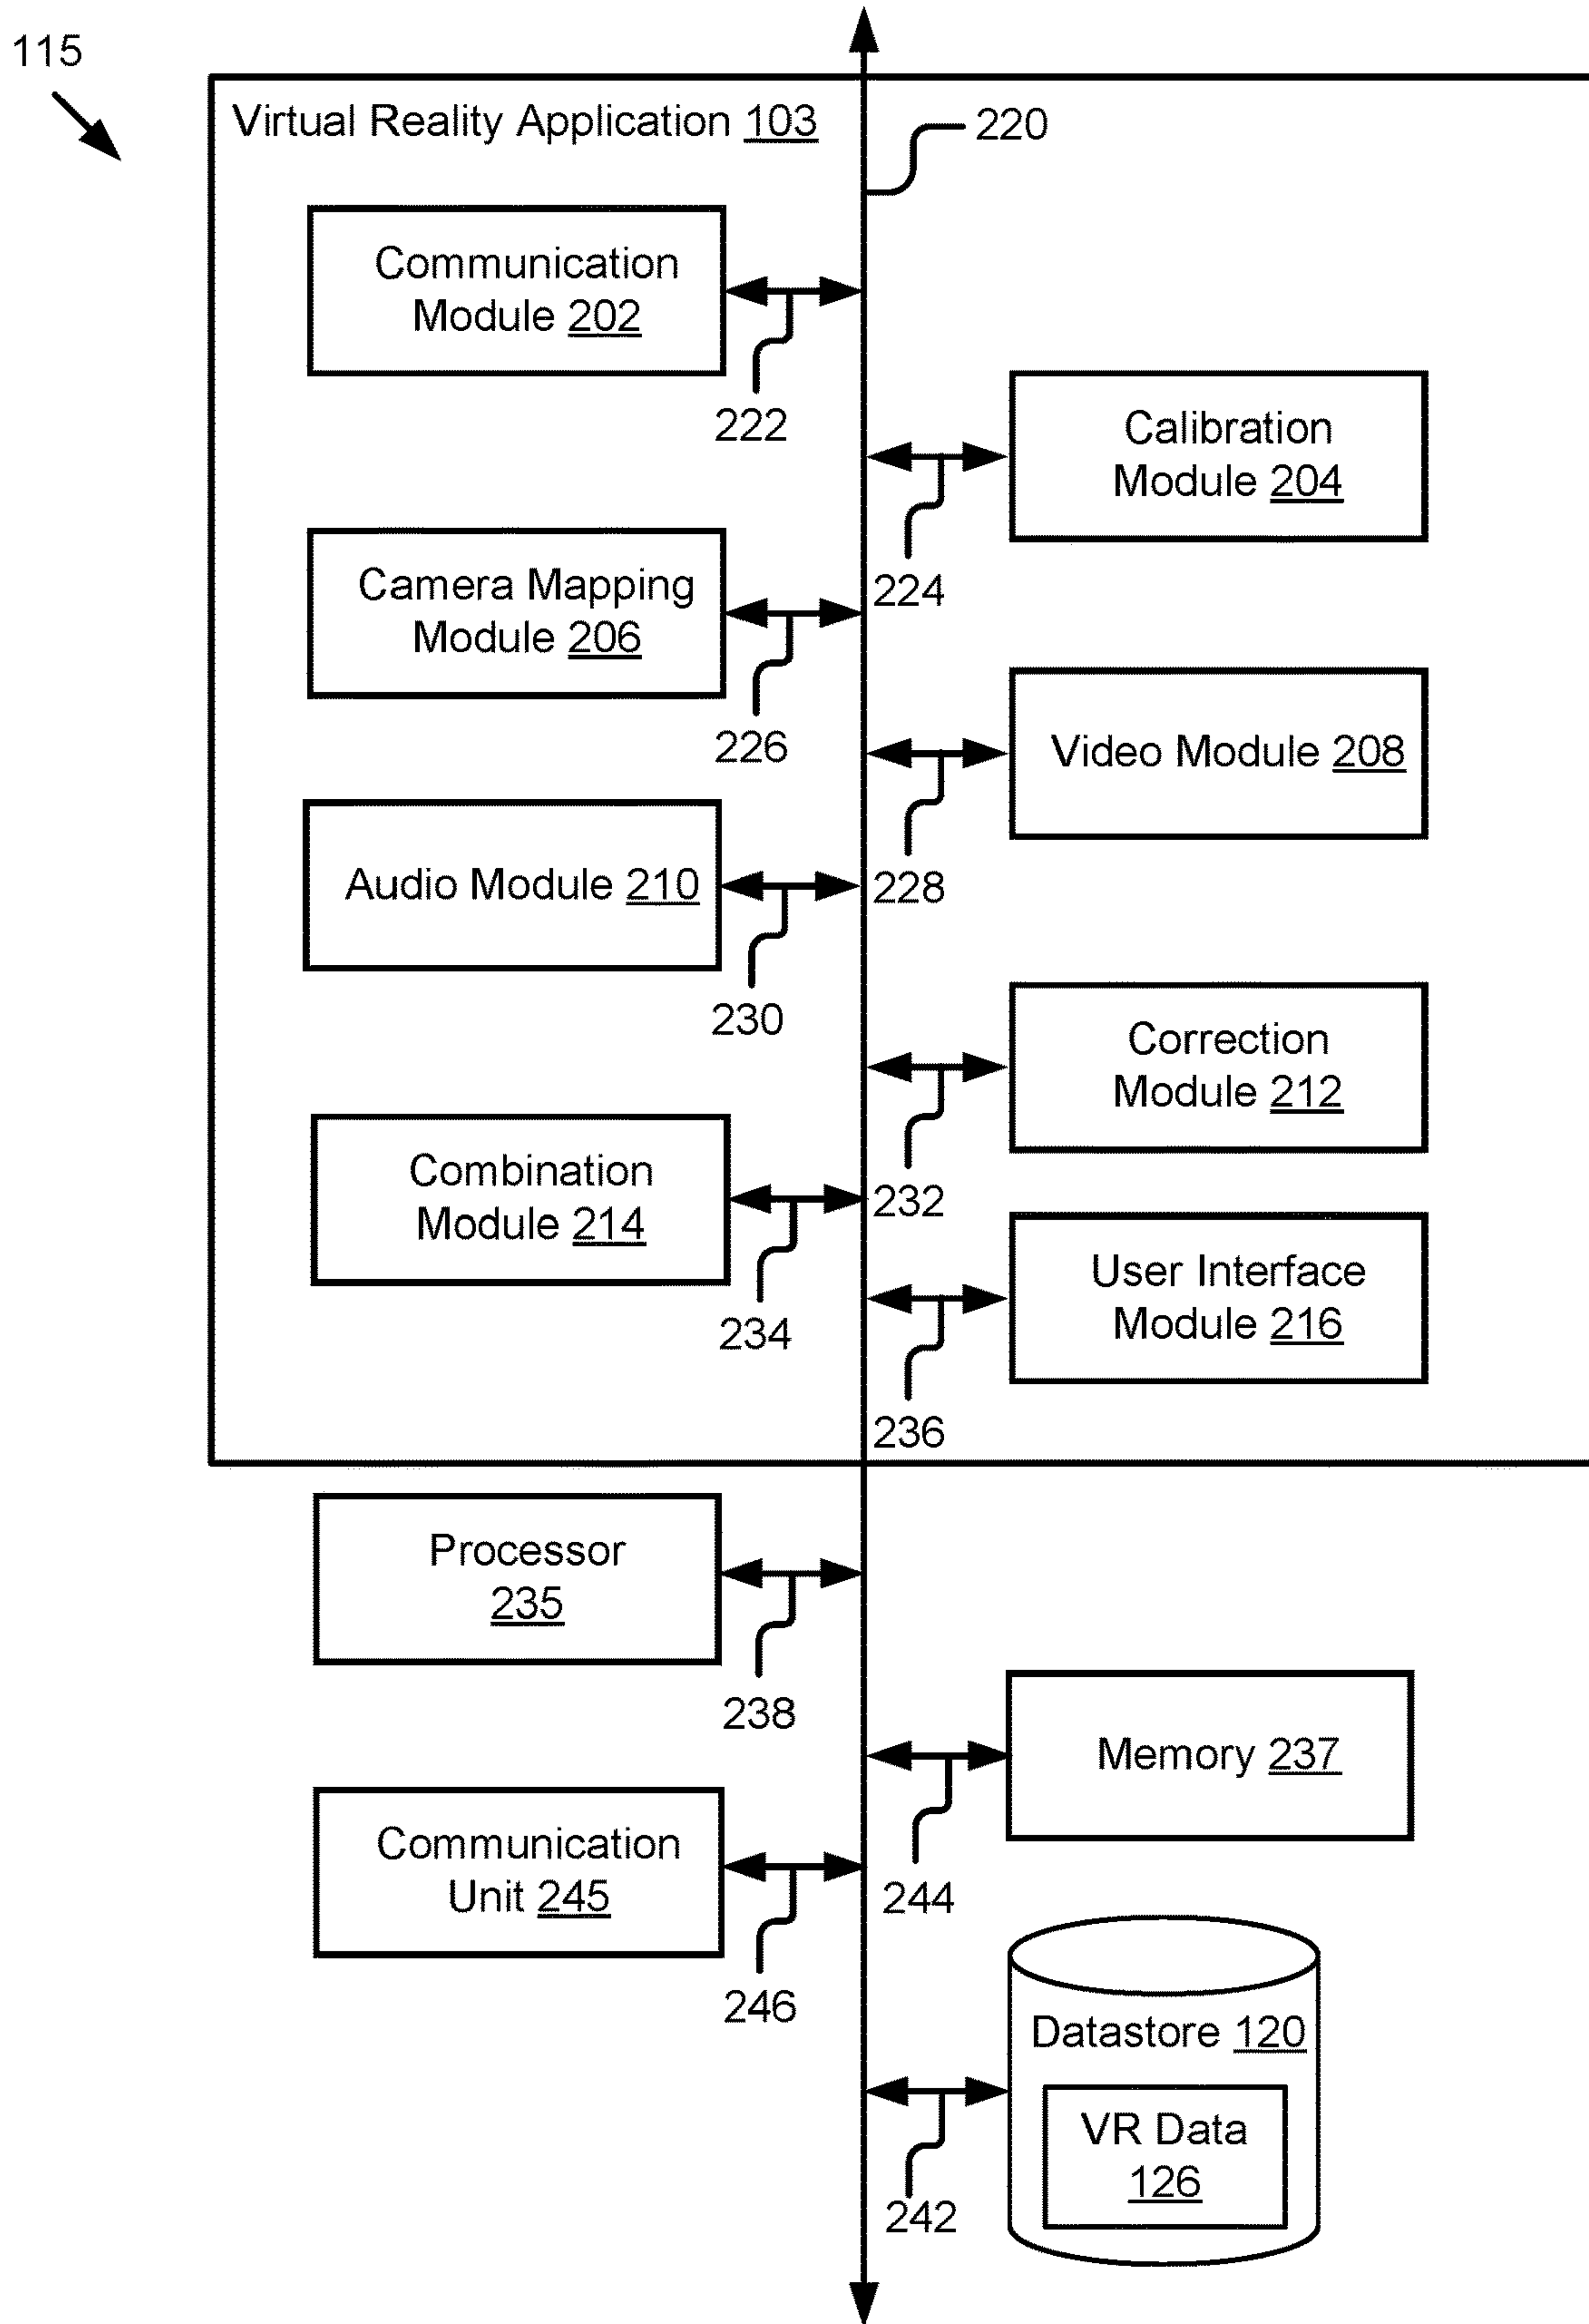 115
Virtual Reality Application 103
220
Communication
Module 202
222
Calibration
Module 204
224
Camera Mapping
Module 206
226
Video Module 208
228
Audio Module 210
230
Correction
Module 212
232
Combination
Module 214
234
User Interface
Module 216
236
Processor
235
238
Memory 237
244
Communication
Unit 245
246
Datastore 120
VR Data
126
242